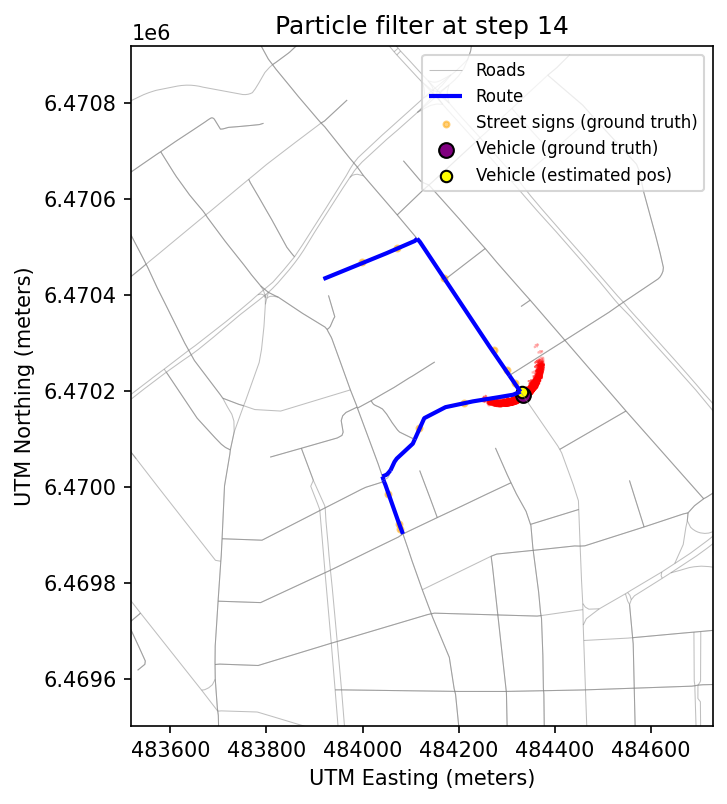 Particle filter at step 14
1e6
Roads
Route
Street signs (ground truth)
Vehicle (ground truth)
Vehicle (estimated pos)
6.4708
6.4706
6.4704
6.4702
6.4700
6.4698
6.4696
UTM Northing (meters)
483600 483800 484000 484200 484400 484600
UTM Easting (meters)